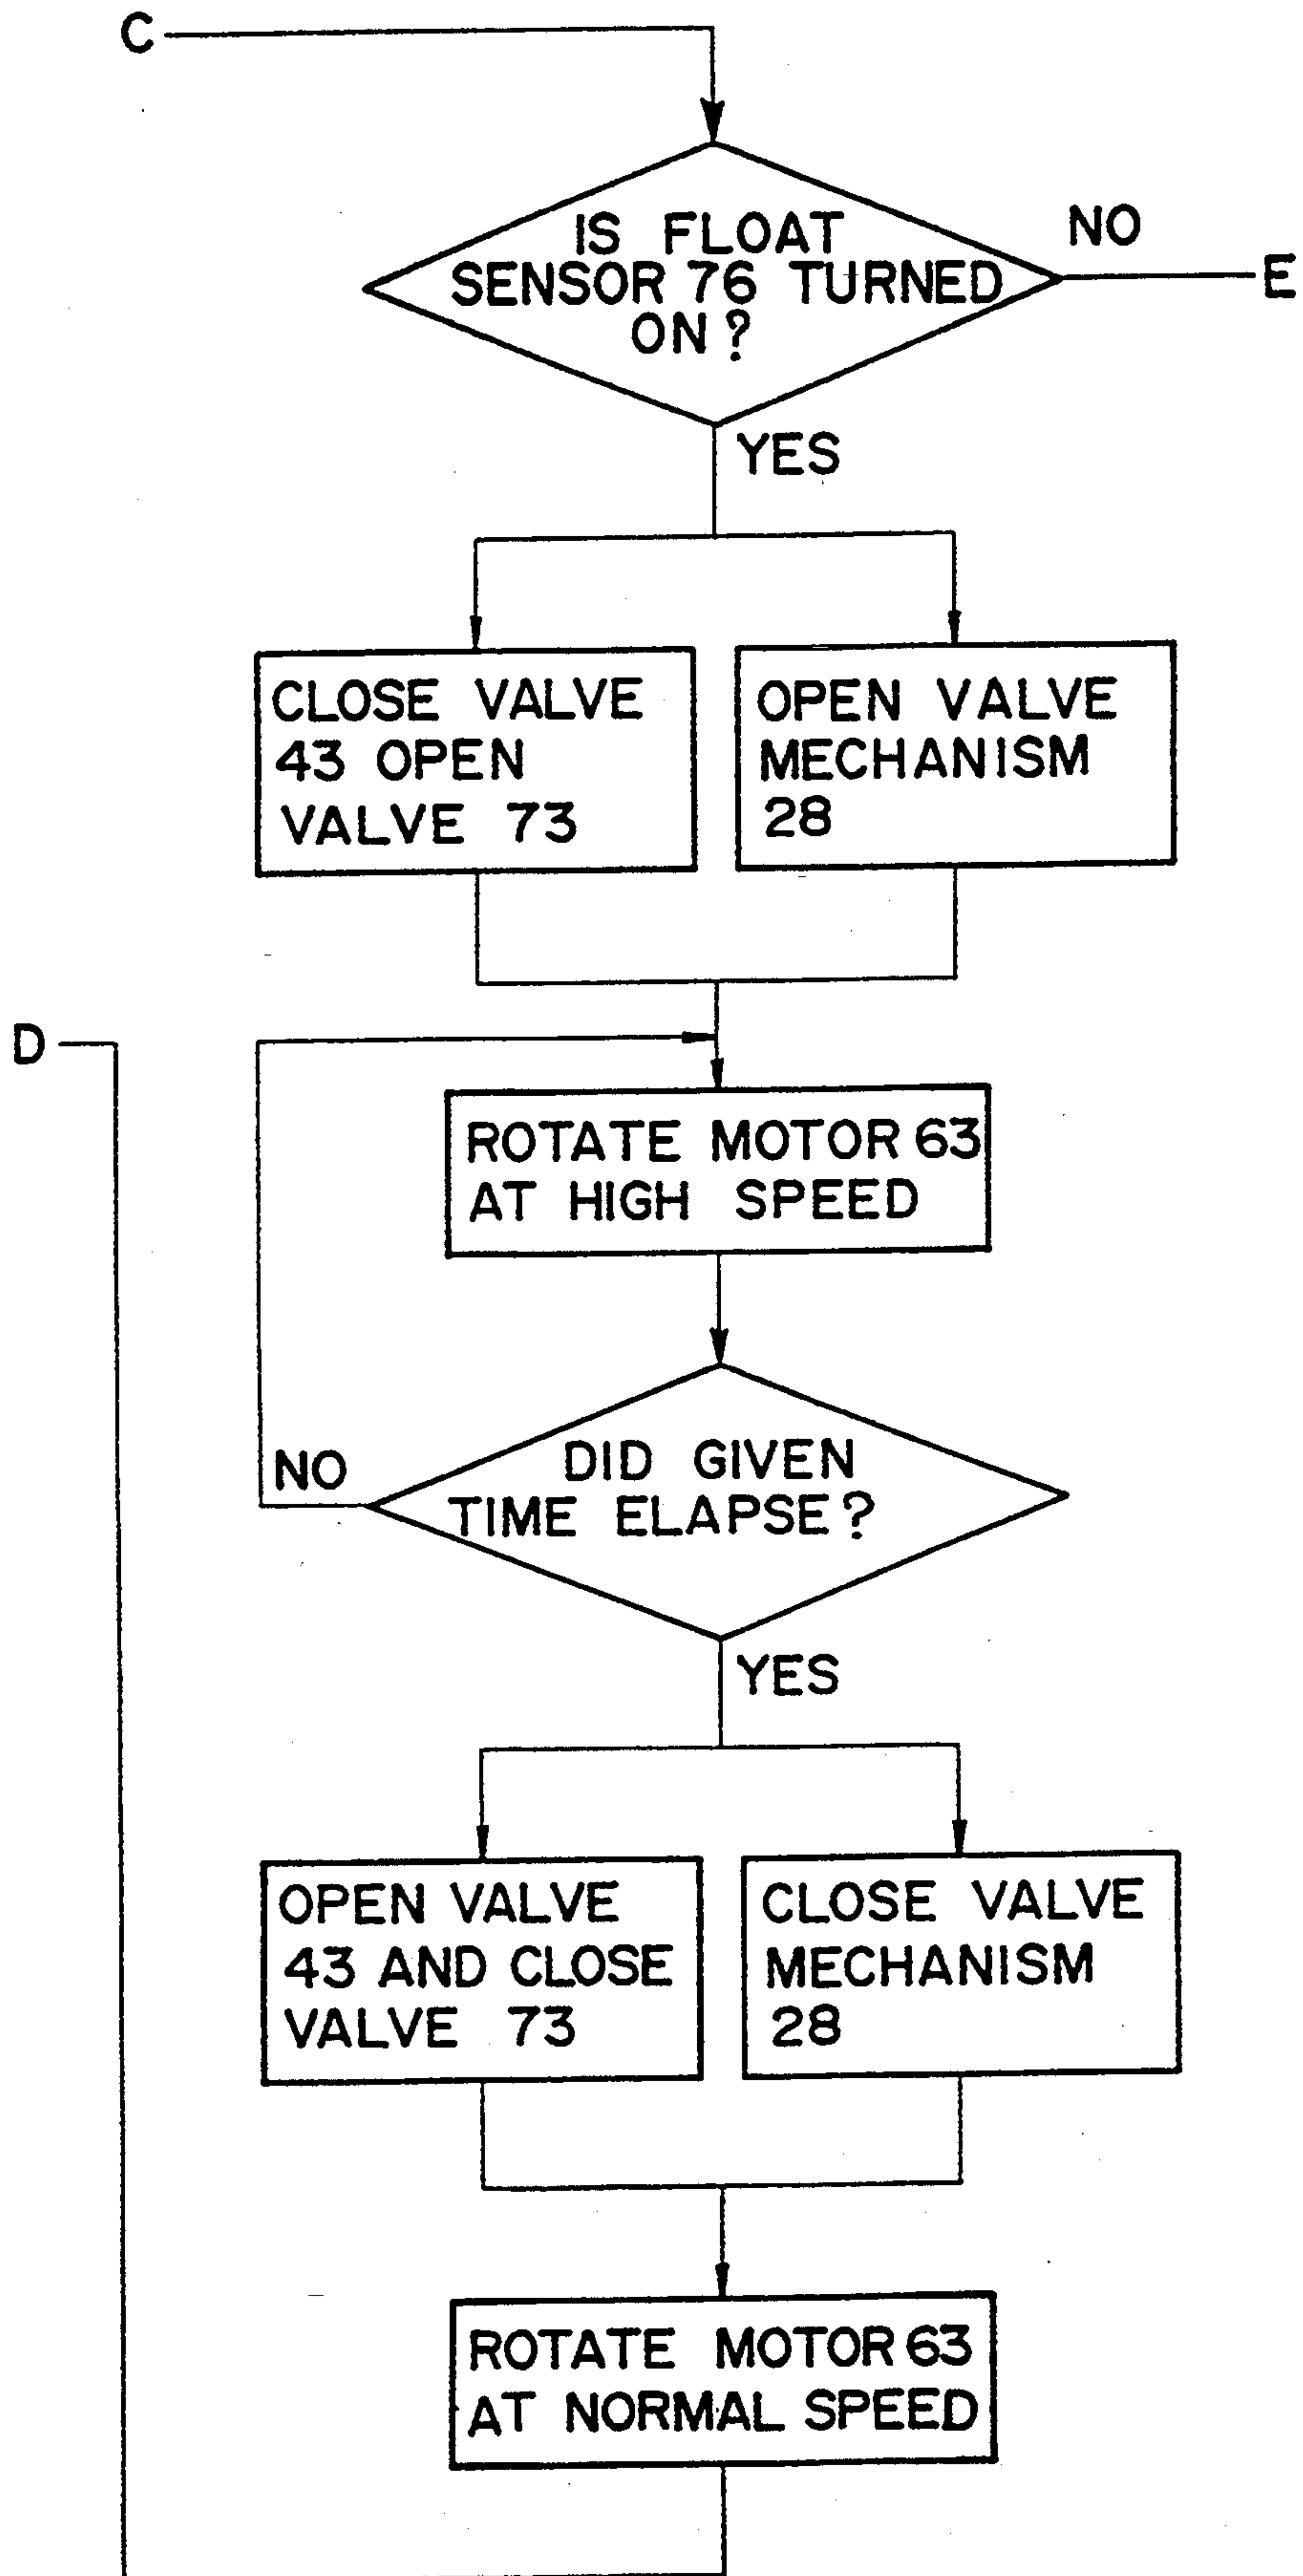 C
IS FLOAT
SENSOR 76 TURNED
ON?
NO
E
YES
CLOSE VALVE
43 OPEN
VALVE 73
OPEN VALVE
MECHANISM
28
D
ROTATE MOTOR 63
AT HIGH SPEED
DID GIVEN
TIME ELAPSE?
NO
YES
OPEN VALVE
43 AND CLOSE
VALVE 73
CLOSE VALVE
MECHANISM
28
ROTATE MOTOR 63
AT NORMAL SPEED